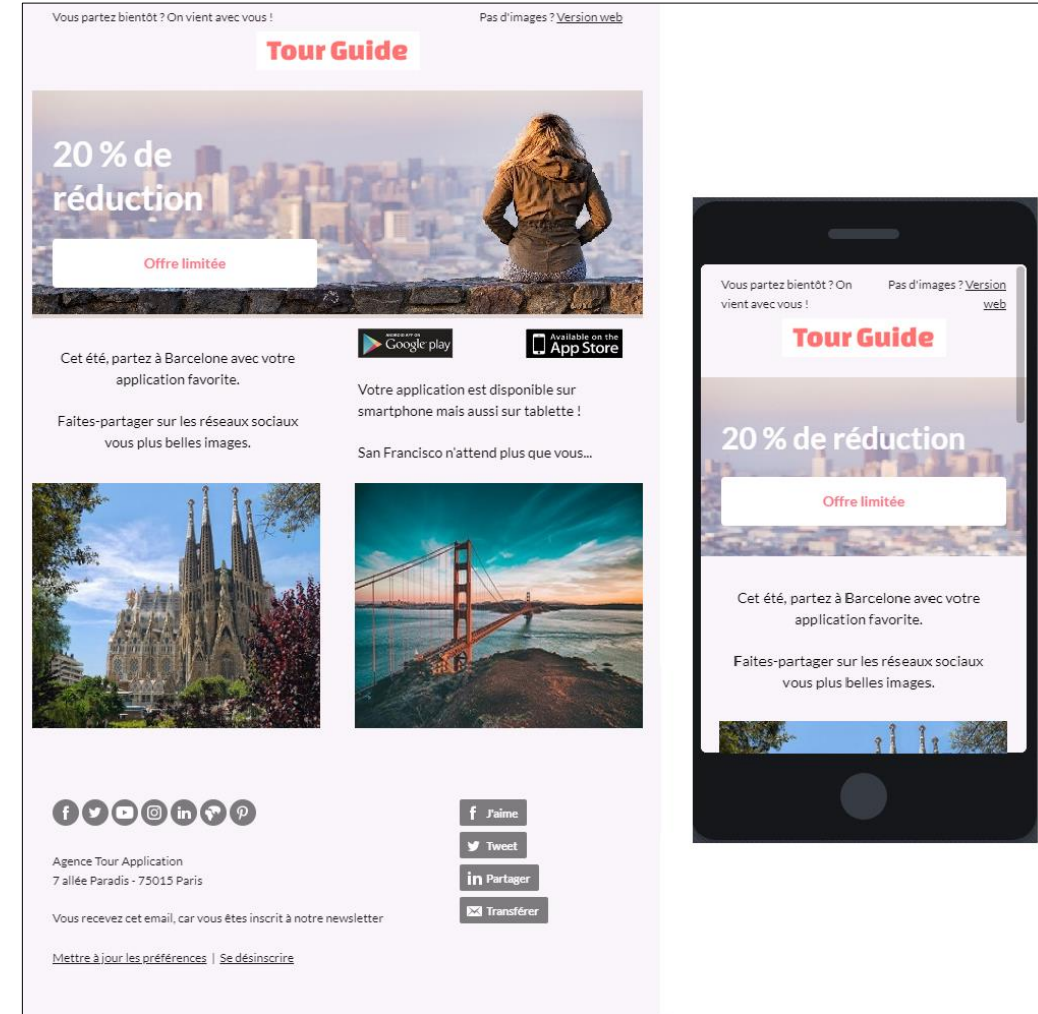 Vous partez bientôt ? On vient avec vous !
Pas d'images ? Version web
Tour Guide
20 % de
réduction
Offre limitée
Cet été, partez à Barcelone avec votre
application favorite.
Faites-partager sur les réseaux sociaux
vous plus belles images.
ANDROID APP ON
Google play
Available on the
App Store
Votre application est disponible sur
smartphone mais aussi sur tablette !
San Francisco n'attend plus que vous...
J'aime
Tweet
Partager
Transférer
Agence Tour Application
7 allée Paradis - 75015 Paris
Vous recevez cet email, car vous êtes inscrit à notre newsletter
Mettre à jour les préférences | Se désinscrire
Vous partez bientôt ? On
vient avec vous !
Pas d'images ? Version
web
Tour Guide
20 % de réduction
Offre limitée
Cet été, partez à Barcelone avec votre
application favorite.
Faites-partager sur les réseaux sociaux
vous plus belles images.